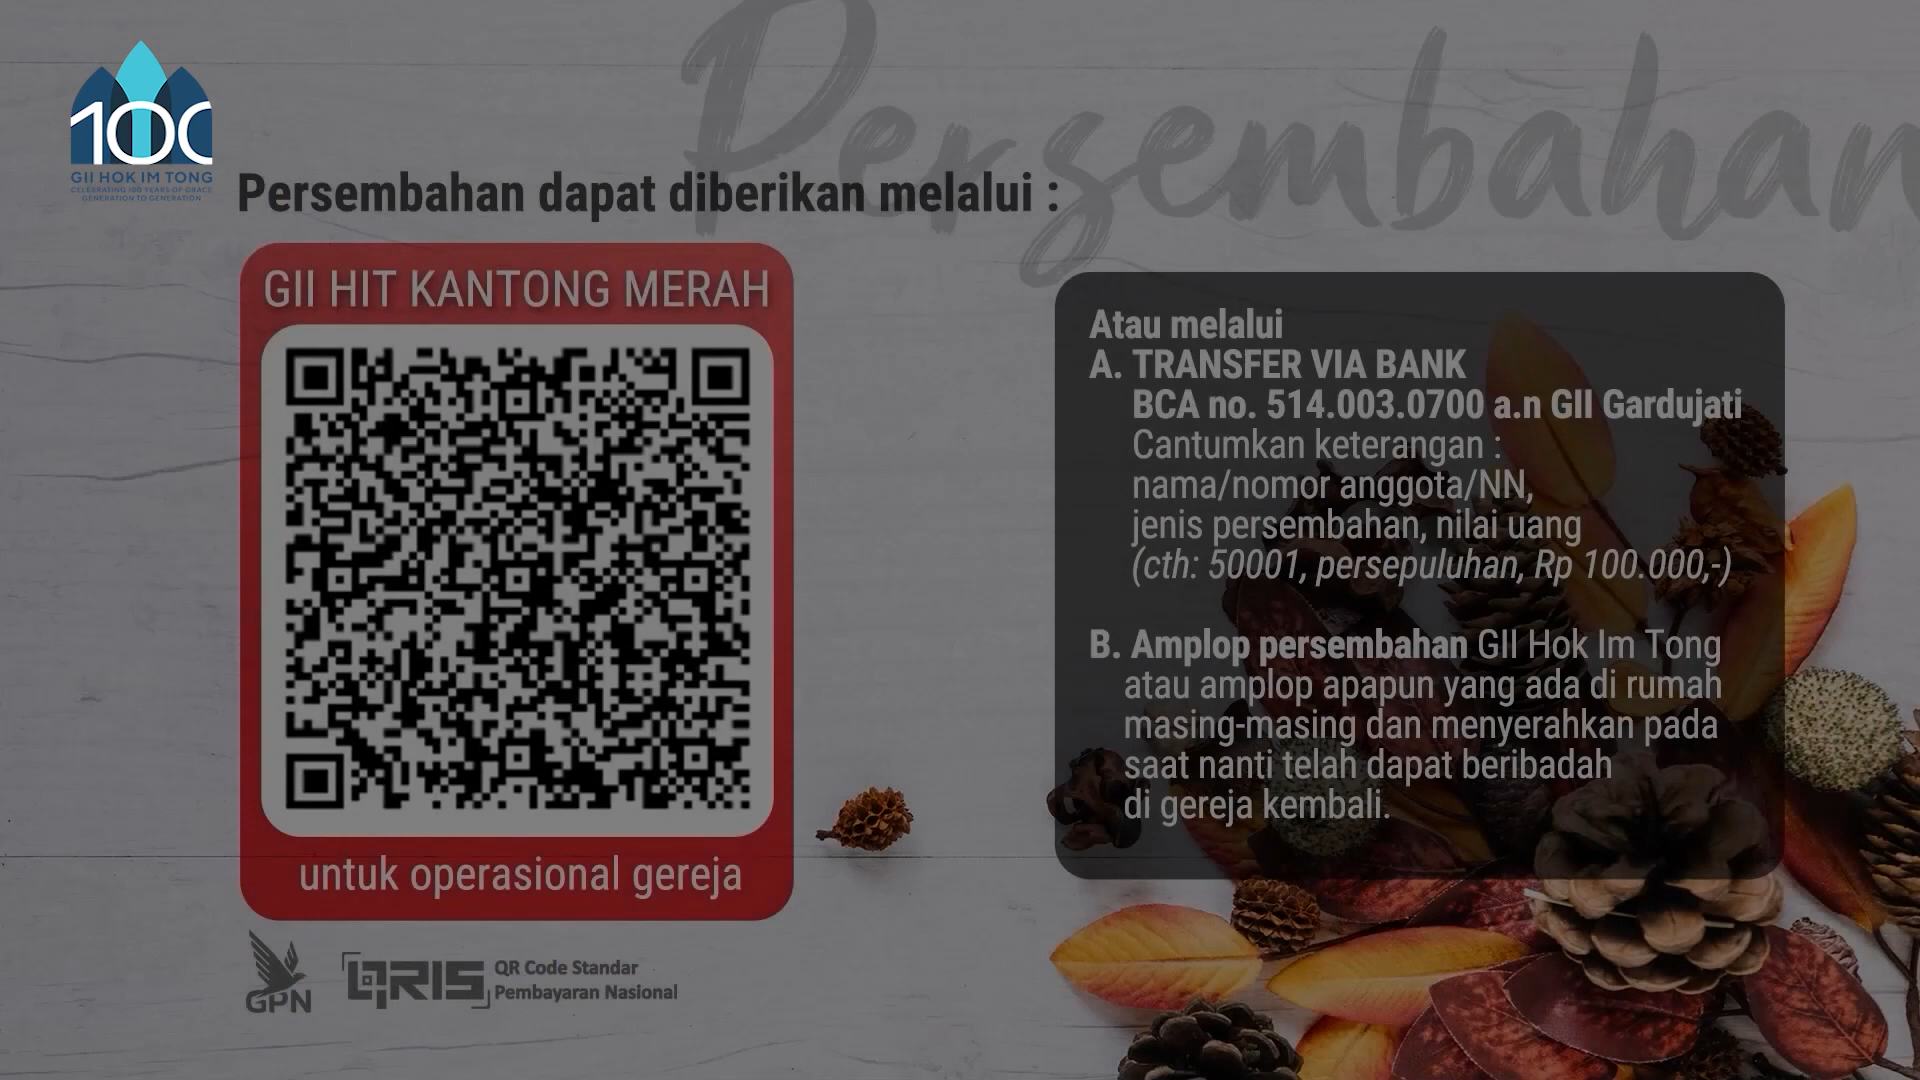 Persembahan
100
GII HOK IM TONG
CELEBRATING 100 YEARS OF GRACE
GENERATION TO GENERATION
Persembahan dapat diberikan melalui :
GII HIT KANTONG MERAH
untuk operasional gereja
GPN
QRIS
QR Code Standar
Pembayaran Nasional
Atau melalui
A. TRANSFER VIA BANK
BCA no. 514.003.0700 a.n GII Gardujati
Cantumkan keterangan :
nama/nomor anggota/NN,
jenis persembahan, nilai uang
(cth: 50001, persepuluhan, Rp 100.000,-)
B. Amplop persembahan GII Hok Im Tong
atau amplop apapun yang ada di rumah
masing-masing dan menyerahkan pada
saat nanti telah dapat beribadah
di gereja kembali.